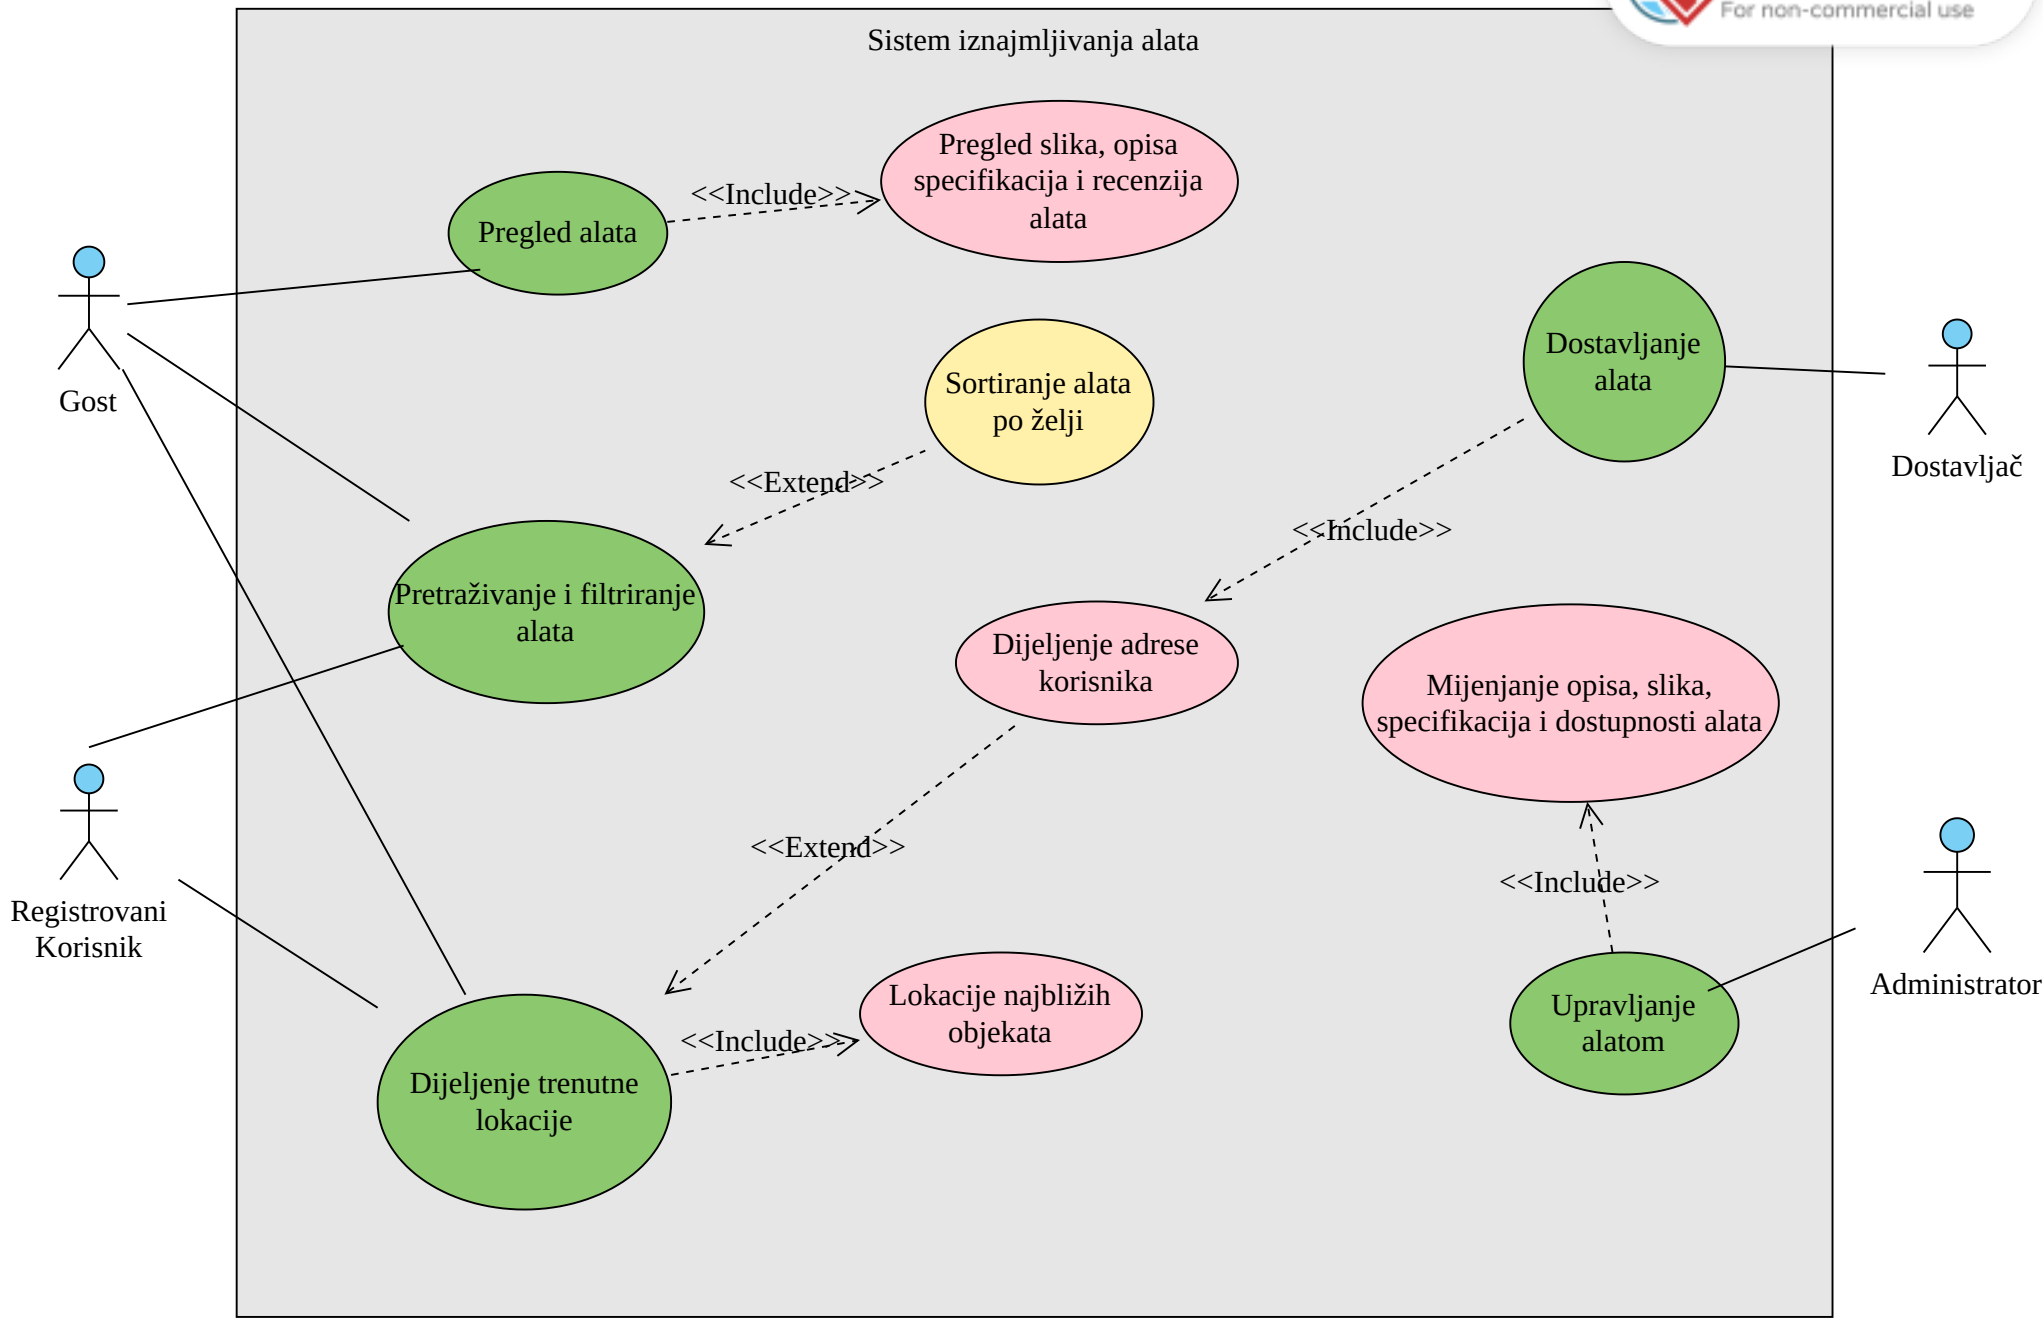 For non-commercial use
Sistem iznajmljivanja alata
Pregled slika, opisa
specifikacija i recenzija
alata
<<Include>>
Pregled alata
Gost
Sortiranje alata
po želji
Dostavljanje
alata
Dostavljač
<<Extend>>
<<Include>>
Pretraživanje i filtriranje
alata
Dijeljenje adrese
korisnika
Mijenjanje opisa, slika,
specifikacija i dostupnosti alata
<<Extend>>
<<Include>>
Registrovani
Korisnik
Administrator
Lokacije najbližih
objekata
Upravljanje
alatom
<<Include>>
Dijeljenje trenutne
lokacije